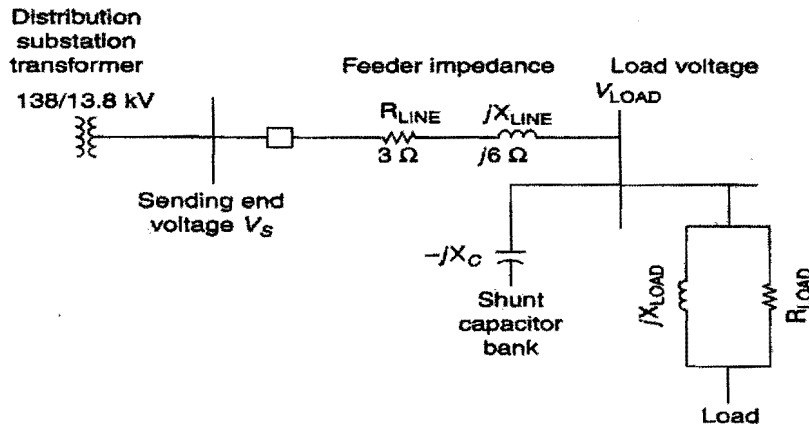 Distribution
substation
transformer
138/13.8 kV
Feeder impedance
Load voltage
V_LOAD
R_LINE
jX_LINE
3 Ω
j6 Ω
Sending end
voltage V_S
-jX_C
Shunt
capacitor
bank
jX_LOAD
R_LOAD
Load